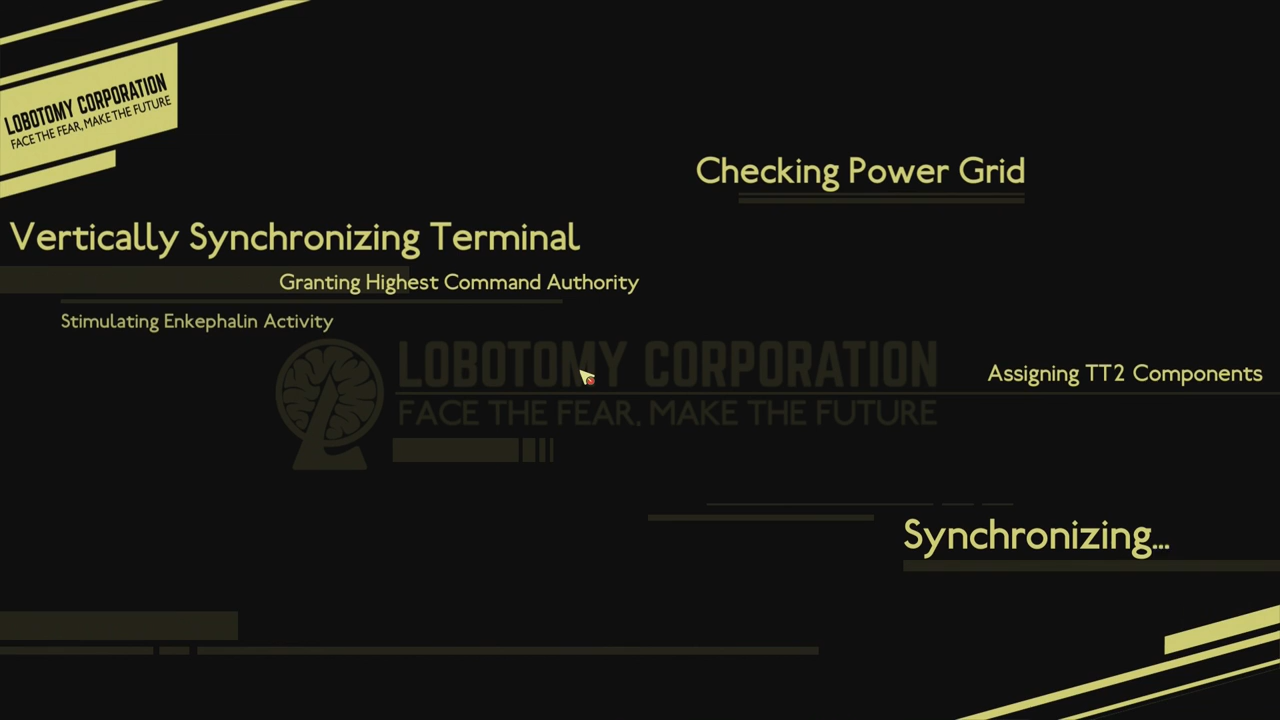 LOBOTOMY CORPORATION
FACE THE FEAR, MAKE THE FUTURE
Checking Power Grid
Vertically Synchronizing Terminal
Granting Highest Command Authority
Stimulating Enkephalin Activity
LOBOTOMY CORPORATION
FACE THE FEAR, MAKE THE FUTURE
Assigning TT2 Components
Synchronizing...